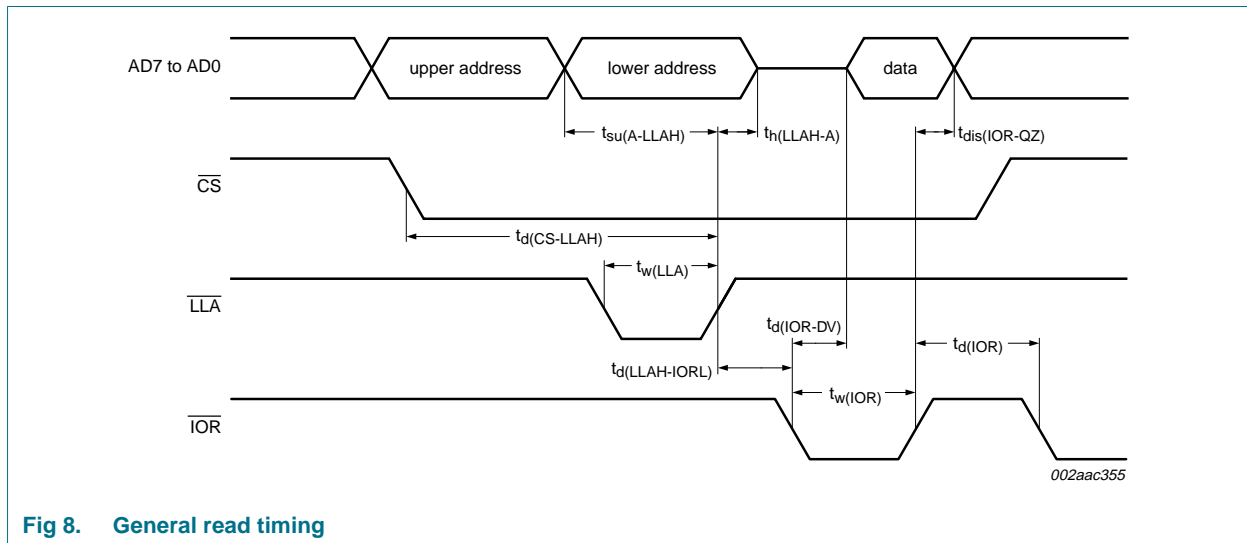 AD7 to AD0
upper address
lower address
data
tsu(A-LLAH)
th(LLAH-A)
tdis(IOR-QZ)
CS
td(CS-LLAH)
tw(LLA)
LLA
td(IOR-DV)
td(IOR)
td(LLAH-IORL)
tw(IOR)
IOR
002aac355
Fig 8. General read timing